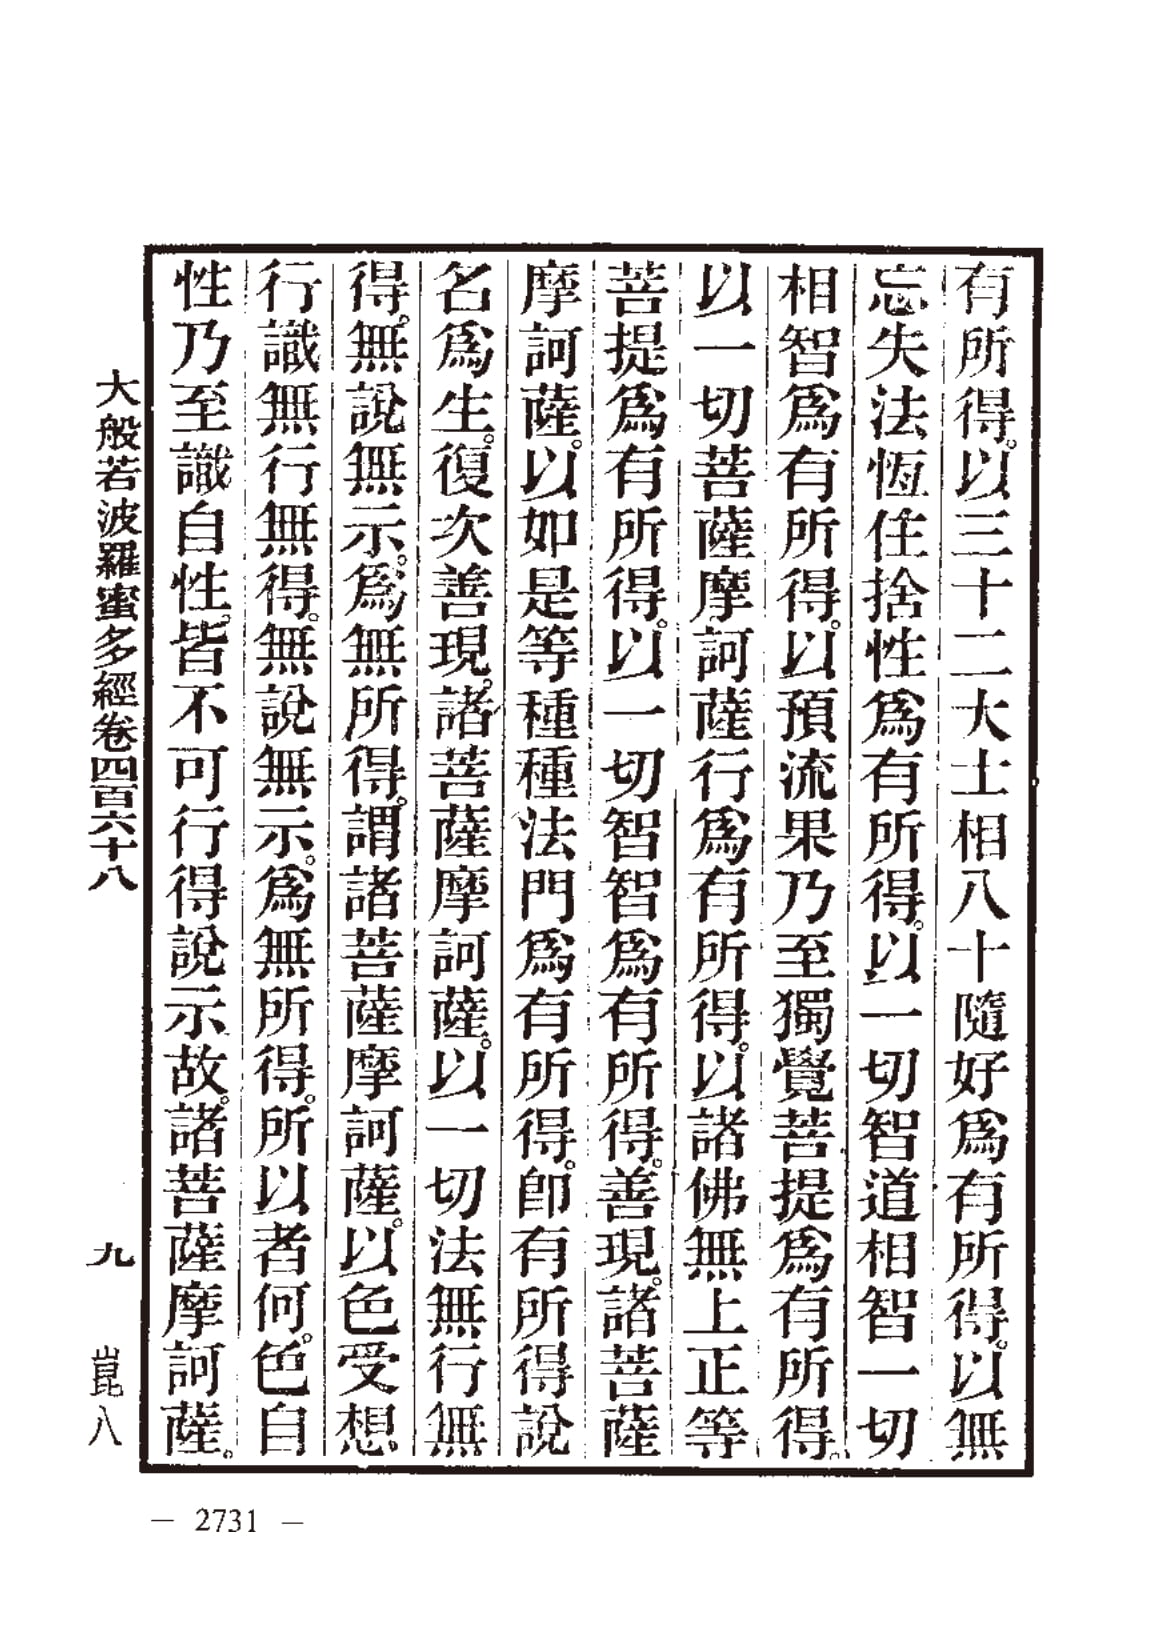 有所得。以三十二大士相八十隨好爲有所得。以無
忘失法恆住捨性爲有所得。以一切智道相智一切
相智爲有所得。以預流果乃至獨覺菩提爲有所得。
以一切菩薩摩訶薩行爲有所得。以諸佛無上正等
菩提爲有所得。以一切智智爲有所得。善現。諸菩薩
摩訶薩。以如是等種種法門爲有所得。卽有所得說
名爲生。復次善現。諸菩薩摩訶薩。以一切法無行無
得。無說無示。爲無所得。謂諸菩薩摩訶薩。以色受想
行識無行無得。無說無示。爲無所得。所以者何。色自
性乃至識自性。皆不可行得說示故。諸菩薩摩訶薩。
大般若波羅蜜多經卷四百六十八
九
崑八
— 2731 —